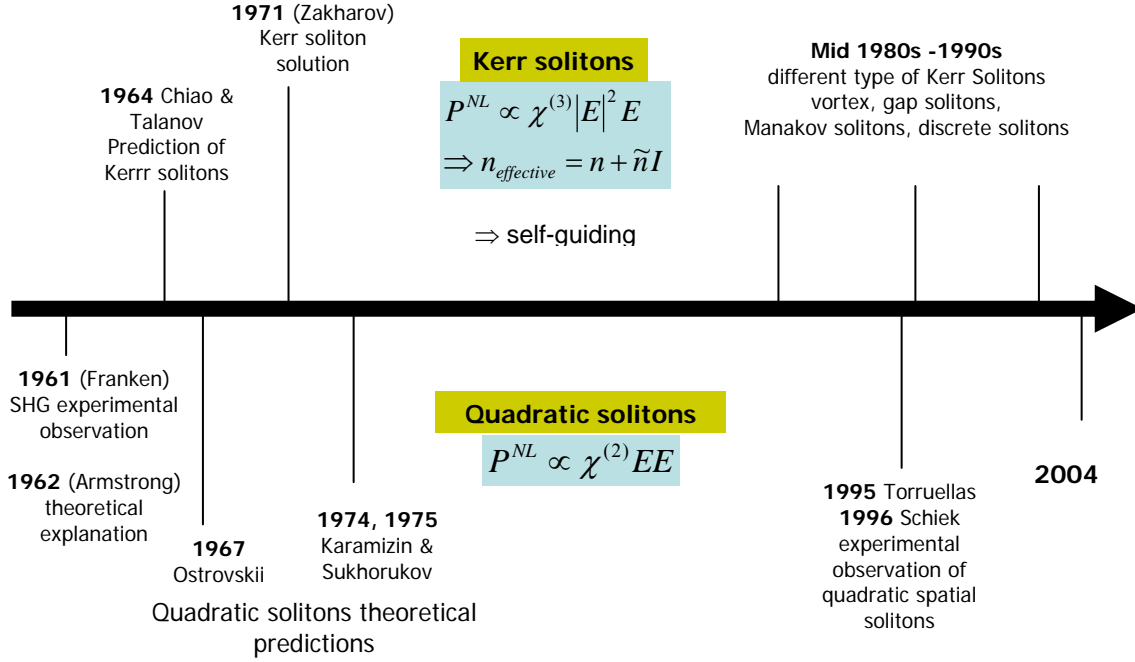 1971 (Zakharov)
Kerr soliton
solution
1964 Chiao &
Talanov
Prediction of
Kerrr solitons
Kerr solitons
P^{NL} ∝ χ^{(3)}|E|^2 E
⇒ n_{effective} = n + ñI
⇒ self-guiding
Mid 1980s -1990s
different type of Kerr Solitons
vortex, gap solitons,
Manakov solitons, discrete solitons
1961 (Franken)
SHG experimental
observation
1962 (Armstrong)
theoretical
explanation
1967
Ostrovskii
1974, 1975
Karamizin &
Sukhorukov
Quadratic solitons theoretical
predictions
Quadratic solitons
P^{NL} ∝ χ^{(2)}EE
1995 Torruellas
1996 Schiek
experimental
observation of
quadratic spatial
solitons
2004